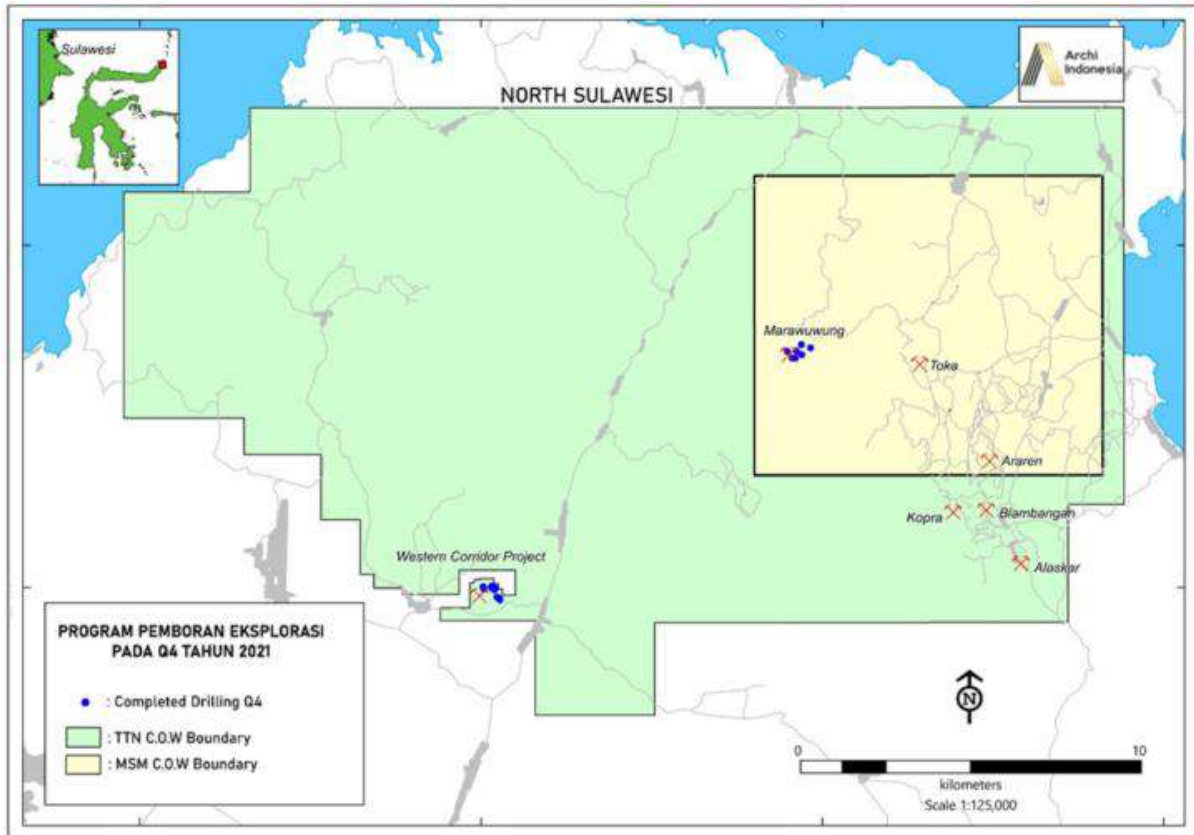 Sulawesi
NORTH SULAWESI
Archi
Indonesia
Marawuwung
Toka
Araren
Kopra
Blambangan
Alaskar
Western Corridor Project
PROGRAM PEMBORAN EKSPLORASI
PADA Q4 TAHUN 2021
: Completed Drilling Q4
: TTN C.O.W Boundary
: MSM C.O.W Boundary
N
0 10
kilometers
Scale 1:125,000